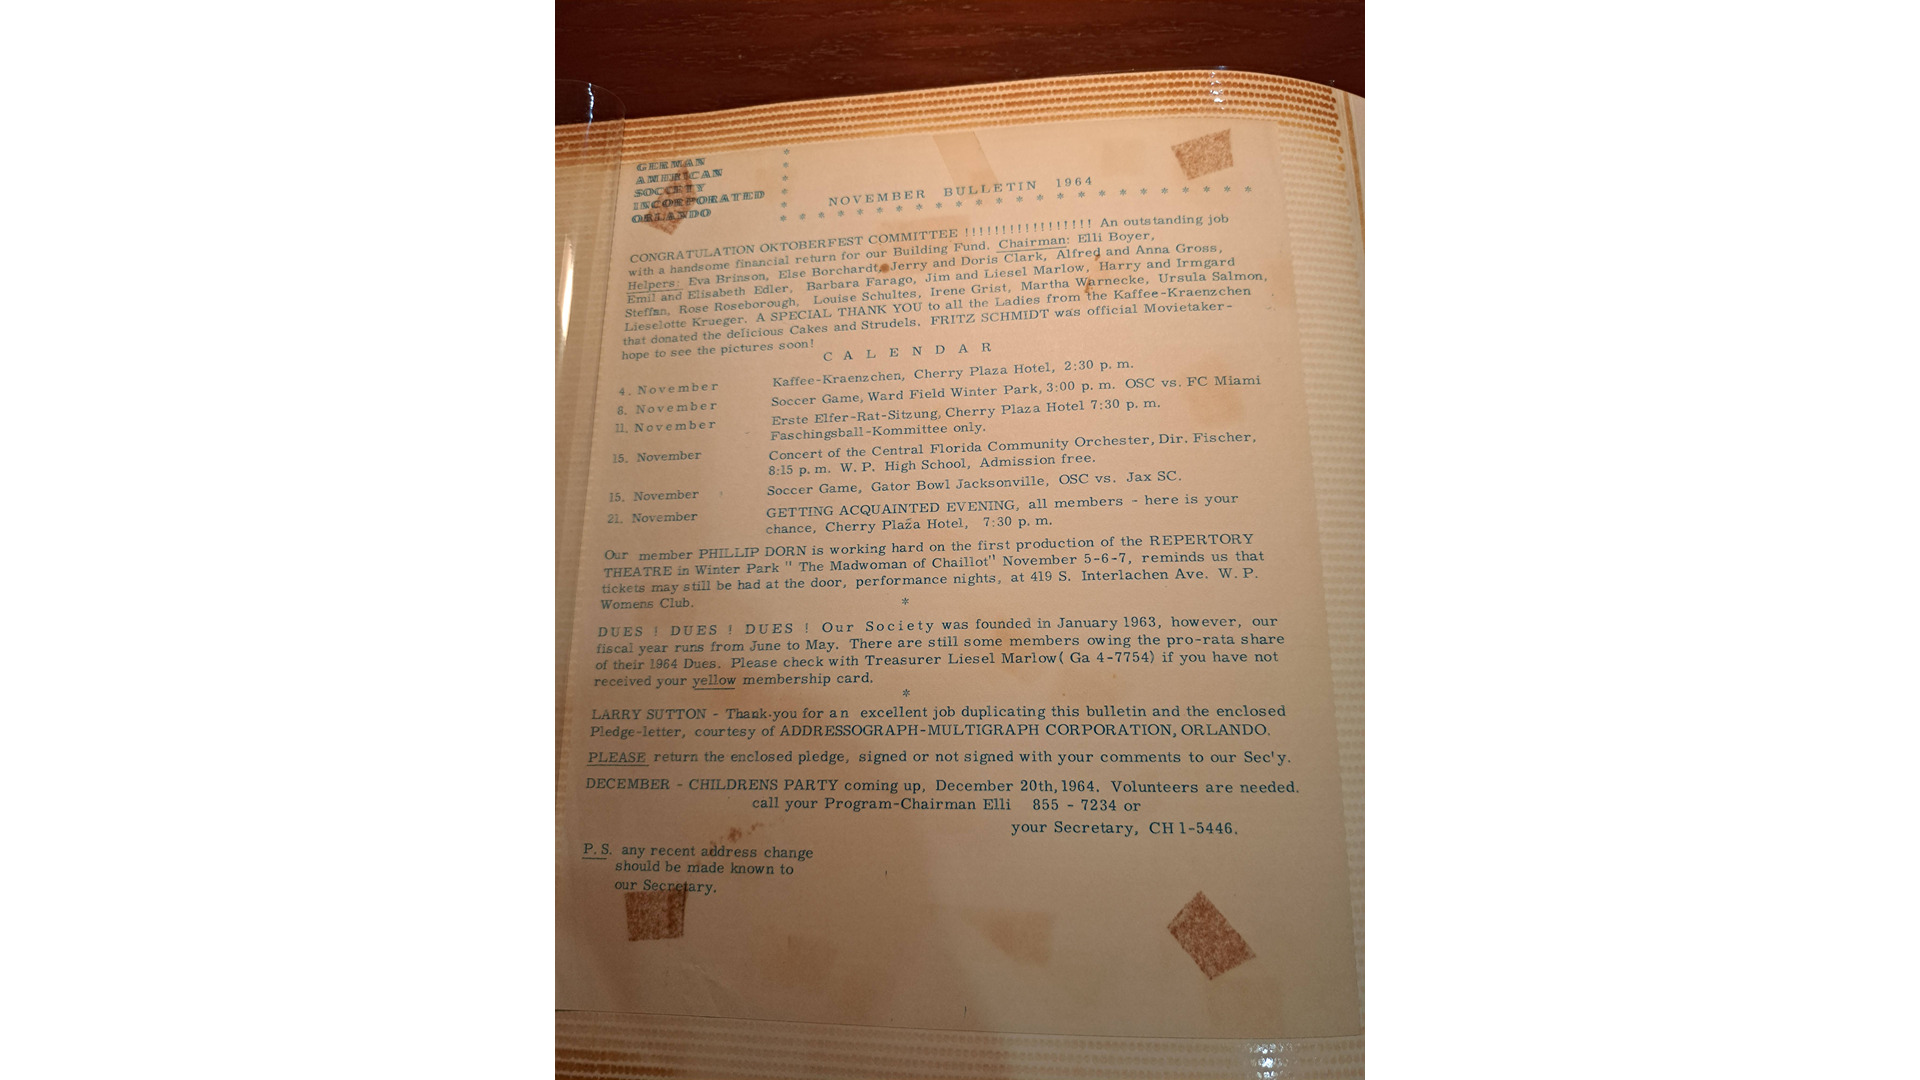 GERMAN
AMERICAN
SOCCIETY
INCORPORATED
ORLANDO
NOVEMBER BULLETIN 1964
CONGRATULATION OKTOBERFEST COMMITTEE !!!!!!!!!!!!!!!!!! An outstanding job
with a handsome financial return for our Building Fund. Chairman: Elli Boyer,
Helpers: Eva Brinson, Else Borchardt, Jerry and Doris Clark, Alfred and Anna Gross,
Emil and Elisabeth Edler, Barbara Farago, Jim and Liesel Marlow, Harry and Irmgard
Steffan, Rose Roseborough, Louise Schultes, Irene Grist, Martha Warnecke, Ursula Salmon,
Lieselotte Krueger. A SPECIAL THANK YOU to all the Ladies from the Kaffee-Kraenzchen
that donated the delicious Cakes and Strudels. FRITZ SCHMIDT was official Movietaker-
hope to see the pictures soon!
CALENDAR
4. November Kaffee-Kraenzchen, Cherry Plaza Hotel, 2:30 p. m.
8. November Soccer Game, Ward Field Winter Park, 3:00 p. m. OSC vs. FC Miami
11. November Erste Elfer-Rat-Sitzung, Cherry Plaza Hotel 7:30 p. m.
Faschingsball-Kommittee only.
15. November Concert of the Central Florida Community Orchester, Dir. Fischer,
8:15 p. m. W. P. High School, Admission free.
15. November Soccer Game, Gator Bowl Jacksonville, OSC vs. Jax SC.
21. November GETTING ACQUAINTED EVENING, all members - here is your
chance, Cherry Plaza Hotel, 7:30 p. m.
Our member PHILLIP DORN is working hard on the first production of the REPERTORY
THEATRE in Winter Park " The Madwoman of Chaillot" November 5-6-7, reminds us that
tickets may still be had at the door, performance nights, at 419 S. Interlachen Ave. W. P.
Womens Club.
*
DUES ! DUES ! DUES ! Our Society was founded in January 1963, however, our
fiscal year runs from June to May. There are still some members owing the pro-rata share
of their 1964 Dues. Please check with Treasurer Liesel Marlow( Ga 4-7754) if you have not
received your yellow membership card.
*
LARRY SUTTON - Thank-you for an excellent job duplicating this bulletin and the enclosed
Pledge-letter, courtesy of ADDRESSOGRAPH-MULTIGRAPH CORPORATION, ORLANDO.
PLEASE return the enclosed pledge, signed or not signed with your comments to our Sec'y.
DECEMBER - CHILDRENS PARTY coming up, December 20th, 1964. Volunteers are needed.
call your Program-Chairman Elli 855 - 7234 or
your Secretary, CH 1-5446.
P. S. any recent address change
should be made known to
our Secretary.